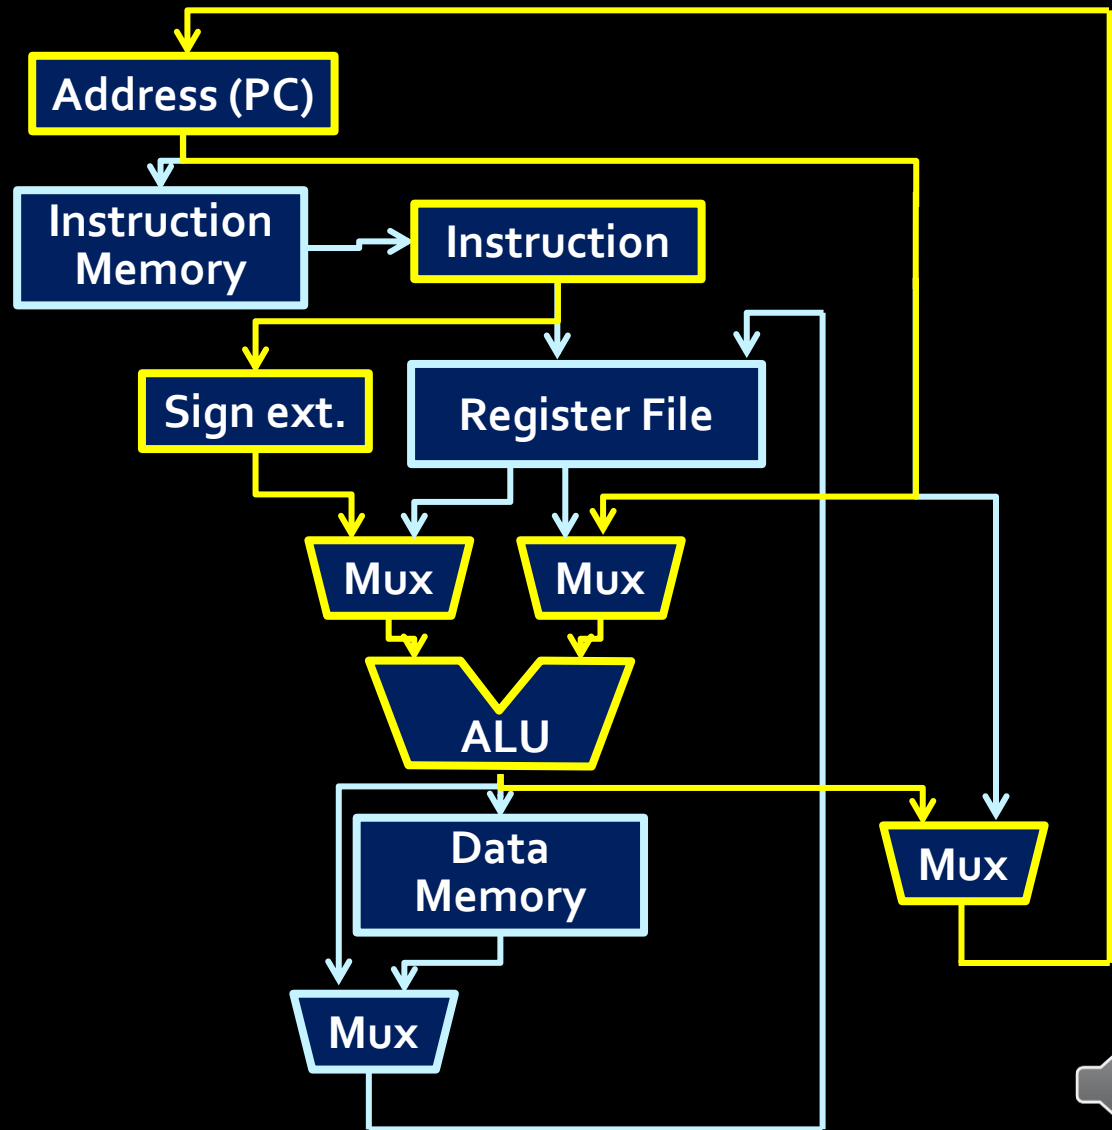 Address (PC)
Instruction
Memory
Instruction
Sign ext.
Register File
Mux
Mux
ALU
Data
Memory
Mux
Mux